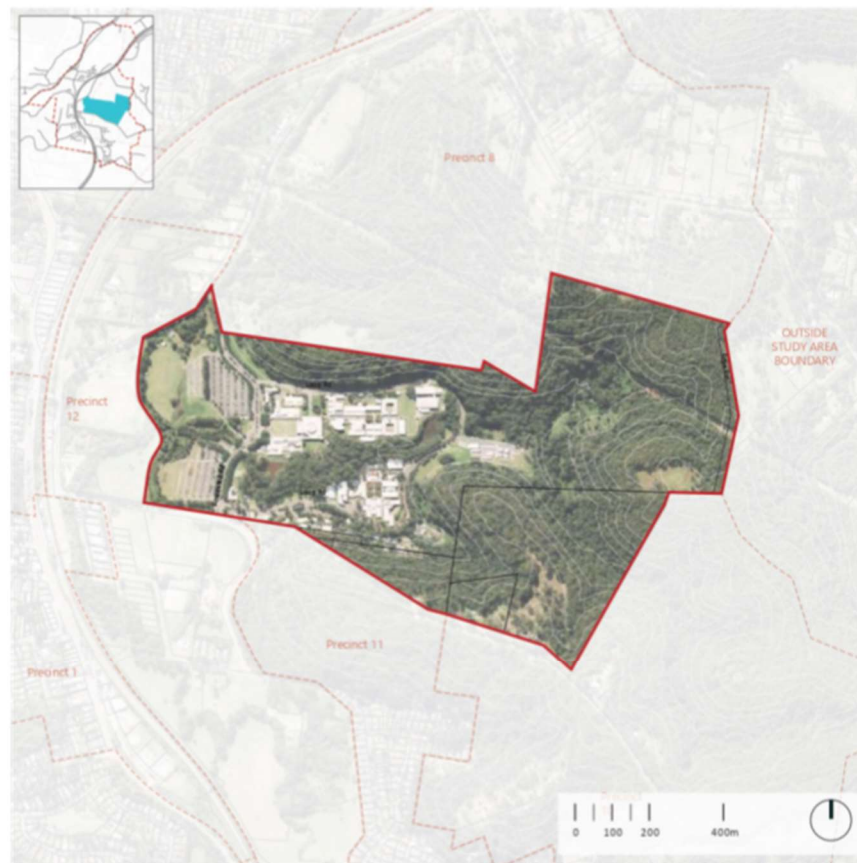 Precinct 8
OUTSIDE
STUDY AREA
BOUNDARY
Precinct
12
Precinct 11
Precinct 1
0 100 200 400m